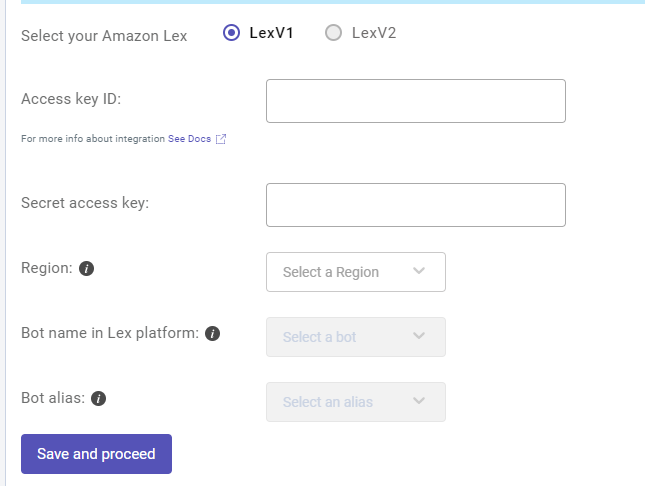 Select your Amazon Lex LexV1 LexV2
Access key ID:
For more info about integration See Docs
Secret access key:
Region: i Select a Region
Bot name in Lex platform: i Select a bot
Bot alias: i Select an alias
Save and proceed